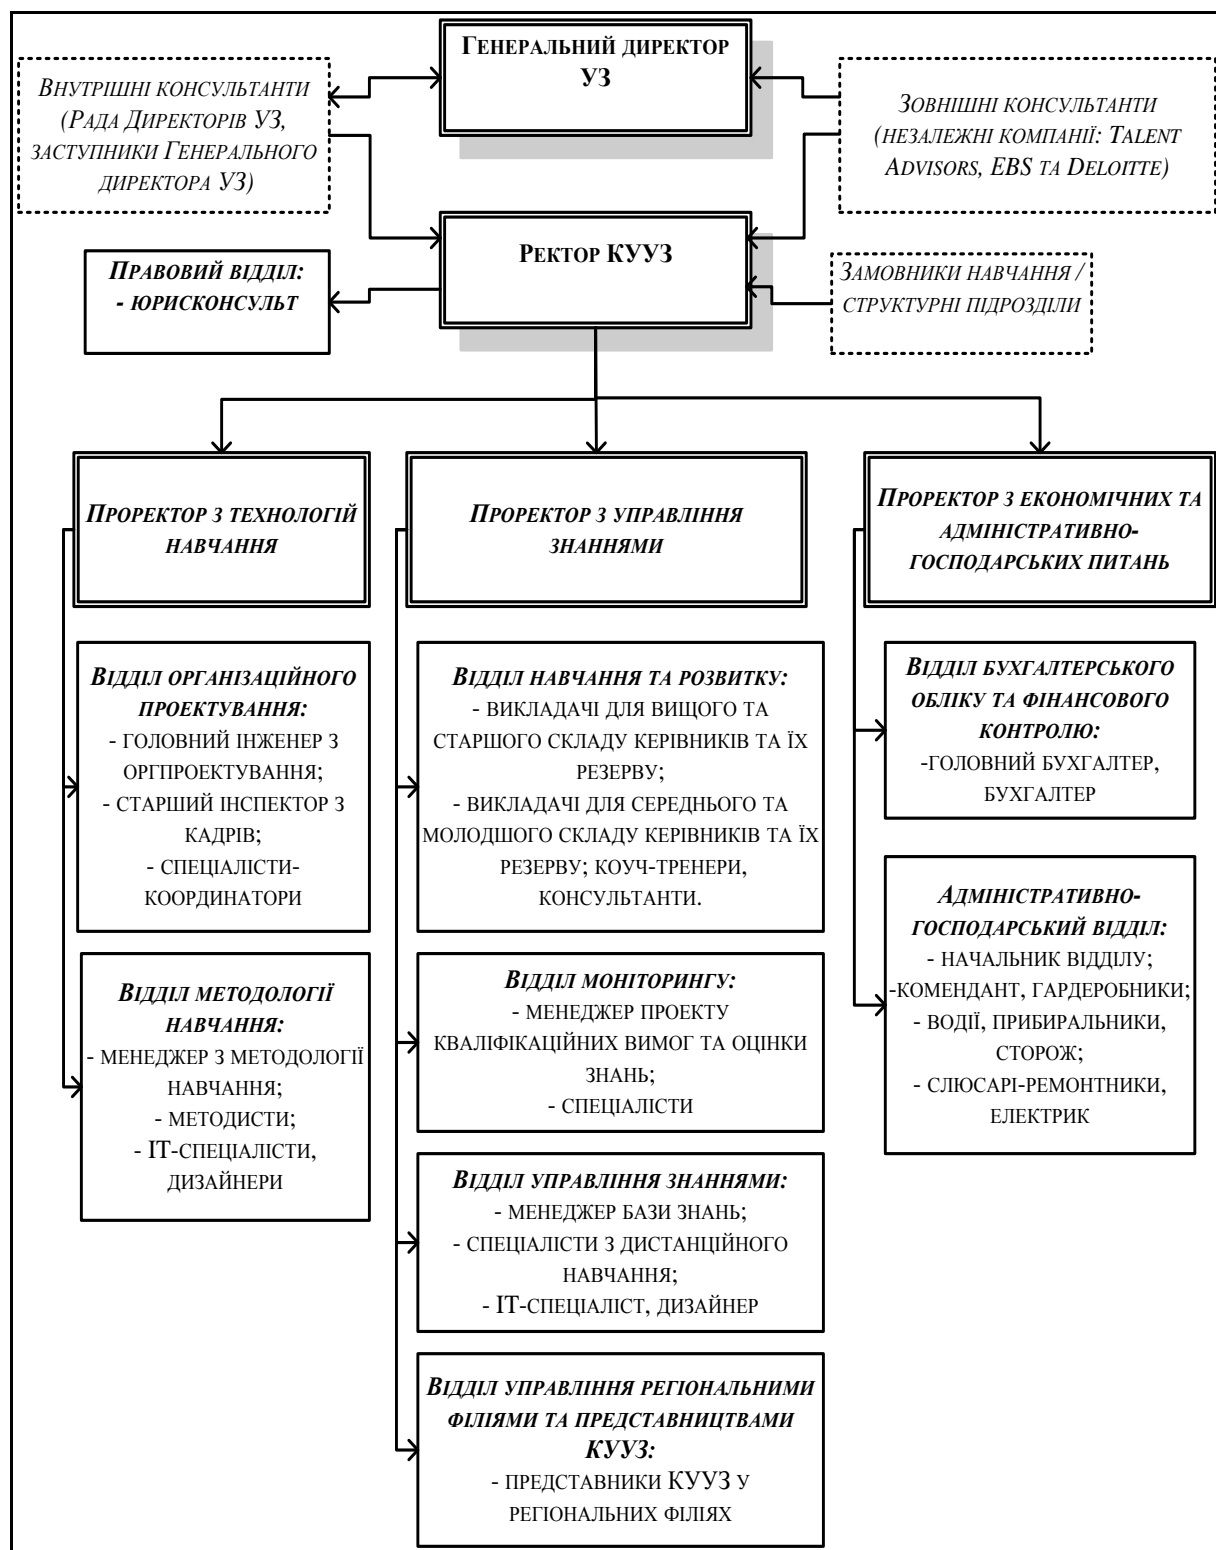 Генеральний директор
УЗ
Внутрішні консультанти
(Рада Директорів УЗ,
заступники Генерального
директора УЗ)
Зовнішні консультанти
(незалежні компанії: Talent
Advisors, EBS та Deloitte)
Ректор КУУЗ
Правовий відділ:
- юрисконсульт
Замовники навчання /
структурні підрозділи
Проректор з технологій
навчання
Проректор з управління
знаннями
Проректор з економічних та
адміністративно-
господарських питань
Відділ організаційного
проектування:
- головний інженер з
оргпроектування;
- старший інспектор з
кадрів;
- спеціалісти-
координатори
Відділ методології
навчання:
- менеджер з методології
навчання;
- методисти;
- ІТ-спеціалісти,
дизайнери
Відділ навчання та розвитку:
- викладачі для вищого та
старшого складу керівників та їх
резерву;
- викладачі для середнього та
молодшого складу керівників та їх
резерву; коуч-тренери,
консультанти.
Відділ моніторингу:
- менеджер проекту
кваліфікаційних вимог та оцінки
знань;
- спеціалісти
Відділ управління знаннями:
- менеджер бази знань;
- спеціалісти з дистанційного
навчання;
- ІТ-спеціаліст, дизайнер
Відділ управління регіональними
філіями та представництвами
КУУЗ:
- представники КУУЗ у
регіональних філіях
Відділ бухгалтерського
обліку та фінансового
контролю:
-головний бухгалтер,
бухгалтер
Адміністративно-
господарський відділ:
- начальник відділу;
-комендант, гардеробники;
- водії, прибиральники,
сторож;
- слюсарі-ремонтники,
електрик